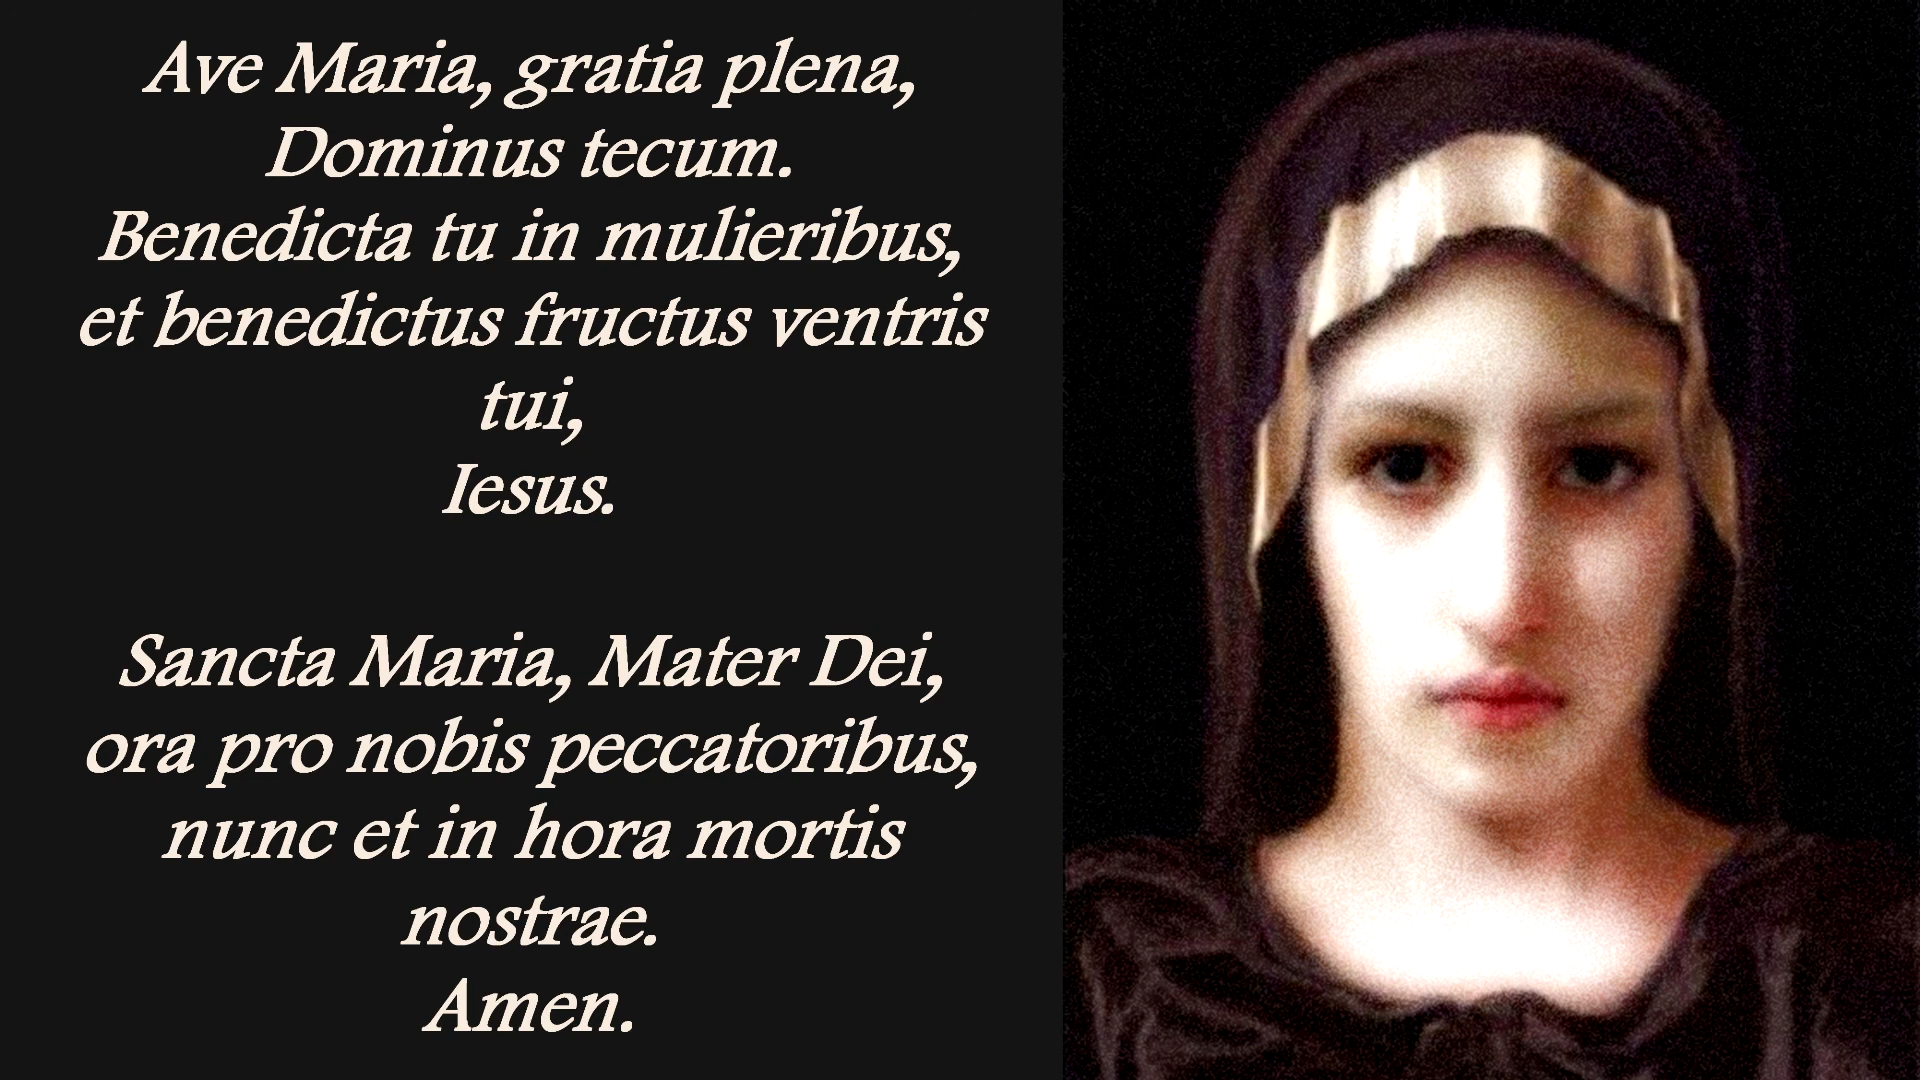 Ave Maria, gratia plena,
Dominus tecum.
Benedicta tu in mulieribus,
et benedictus fructus ventris
tui,
Iesus.
Sancta Maria, Mater Dei,
ora pro nobis peccatoribus,
nunc et in hora mortis
nostrae.
Amen.